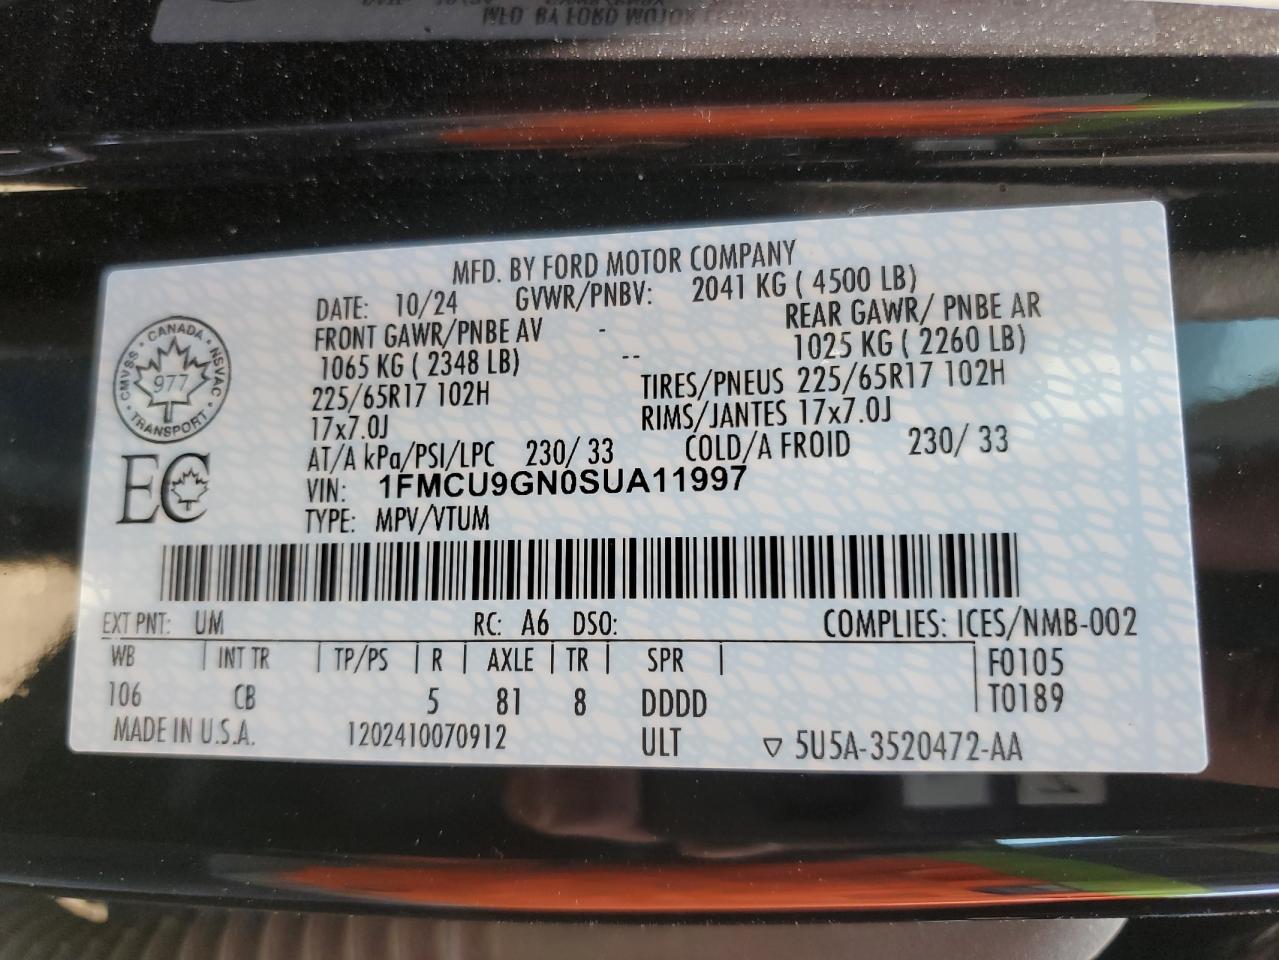 MFD. BY FORD MOTOR COMPANY
DATE: 10/24 GVWR/PNBV: 2041 KG ( 4500 LB)
FRONT GAWR/PNBE AV - REAR GAWR/ PNBE AR
1065 KG ( 2348 LB) -- 1025 KG ( 2260 LB)
225/65R17 102H TIRES/PNEUS 225/65R17 102H
17x7.0J RIMS/JANTES 17x7.0J
AT/A kPa/PSI/LPC 230/ 33 COLD/A FROID 230/ 33
VIN: 1FMCU9GN0SUA11997
TYPE: MPV/VTUM
CANADA · NSVAC · TRANSPORT · CMVSS ·
977
EC
EXT PNT: UM RC: A6 DSO: COMPLIES: ICES/NMB-002
WB | INT TR | TP/PS | R | AXLE | TR | SPR | F0105
106 CB 5 81 8 DDDD T0189
MADE IN U.S.A. 1202410070912 ULT ▽ 5U5A-3520472-AA